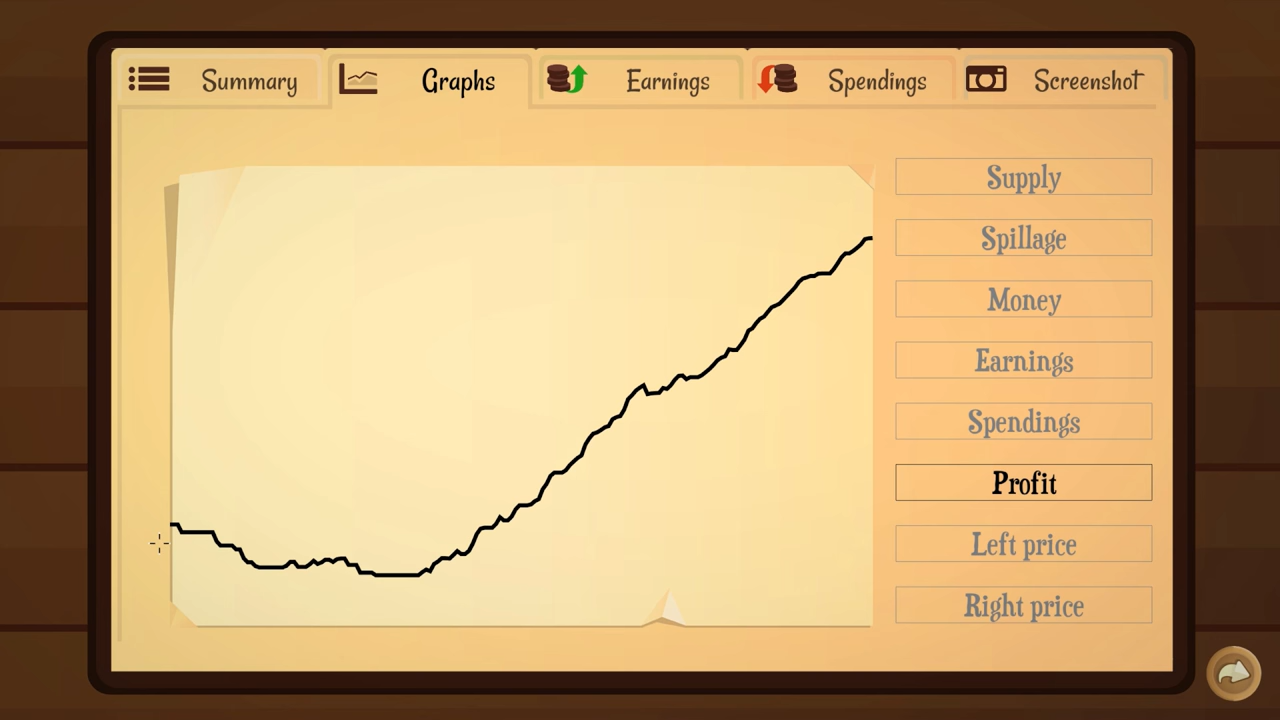 Summary
Graphs
Earnings
Spendings
Screenshot
Supply
Spillage
Money
Earnings
Spendings
Profit
Left price
Right price